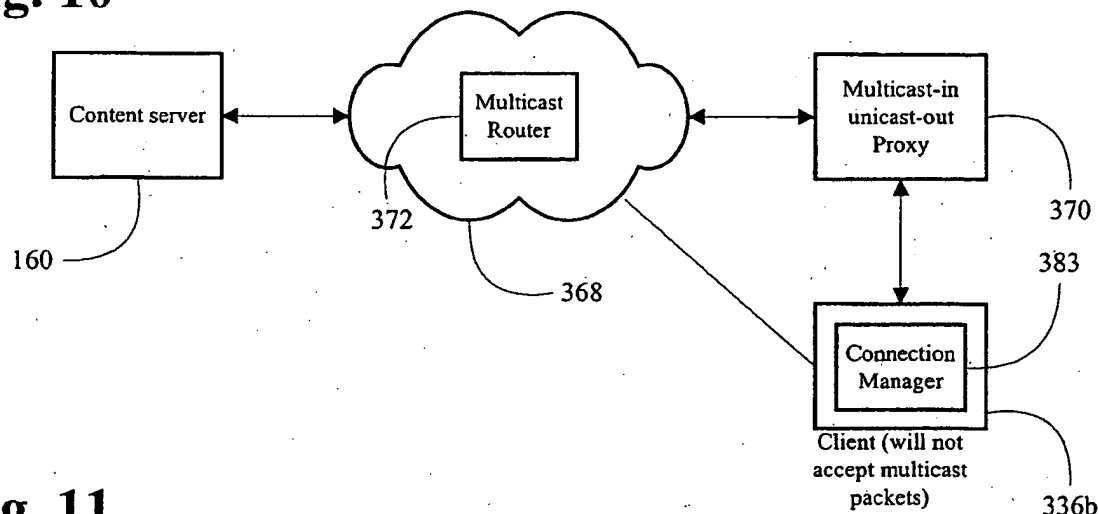 Content server
Multicast
Router
Multicast-in
unicast-out
Proxy
372
370
160
368
383
Connection
Manager
Client (will not
accept multicast
packets)
336b
g. 11